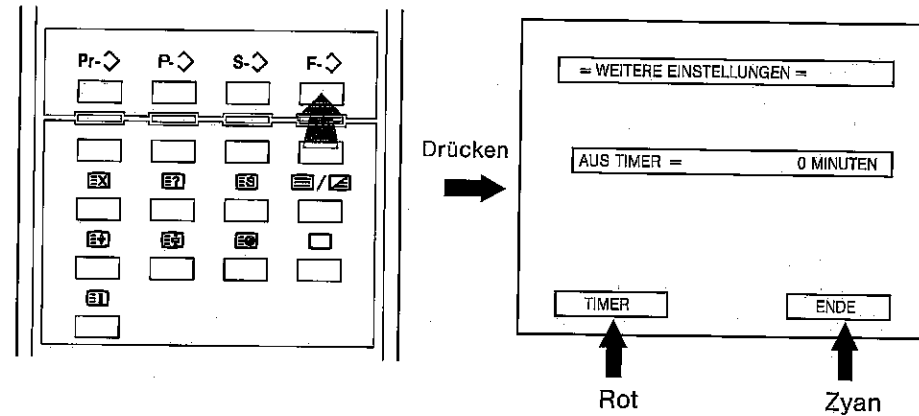 Pr- P- S- F-
Drücken
= WEITERE EINSTELLUNGEN =
AUS TIMER = 0 MINUTEN
TIMER ENDE
Rot Zyan